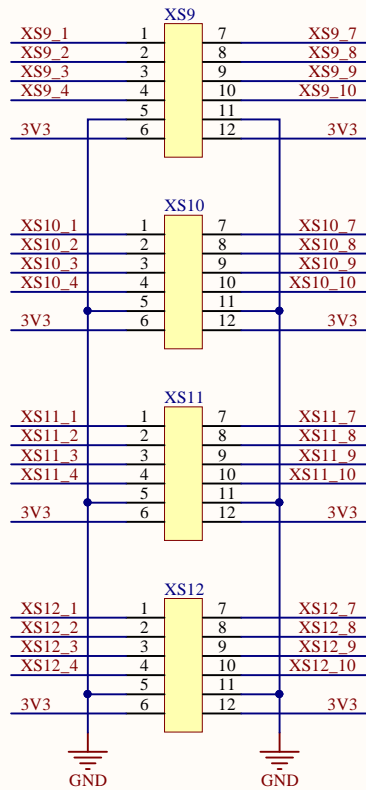 XS9
XS9_1 1 7 XS9_7
XS9_2 2 8 XS9_8
XS9_3 3 9 XS9_9
XS9_4 4 10 XS9_10
5 11
3V3 6 12 3V3
XS10
XS10_1 1 7 XS10_7
XS10_2 2 8 XS10_8
XS10_3 3 9 XS10_9
XS10_4 4 10 XS10_10
5 11
3V3 6 12 3V3
XS11
XS11_1 1 7 XS11_7
XS11_2 2 8 XS11_8
XS11_3 3 9 XS11_9
XS11_4 4 10 XS11_10
5 11
3V3 6 12 3V3
XS12
XS12_1 1 7 XS12_7
XS12_2 2 8 XS12_8
XS12_3 3 9 XS12_9
XS12_4 4 10 XS12_10
5 11
3V3 6 12 3V3
GND GND